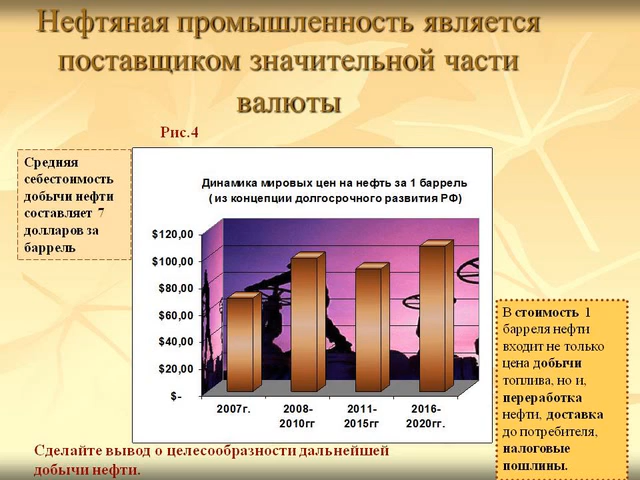 Нефтяная промышленность является
поставщиком значительной части
валюты
Рис.4
Средняя
себестоимость
добычи нефти
составляет 7
долларов за
баррель
Динамика мировых цен на нефть за 1 баррель
( из концепции долгосрочного развития РФ)
$120,00
$100,00
$80,00
$60,00
$40,00
$20,00
$-
2007г.
2008-
2010гг
2011-
2015гг
2016-
2020гг.
В стоимость 1
барреля нефти
входит не только
цена добычи
топлива, но и,
переработка
нефти, доставка
до потребителя,
налоговые
пошлины.
Сделайте вывод о целесообразности дальнейшей
добычи нефти.